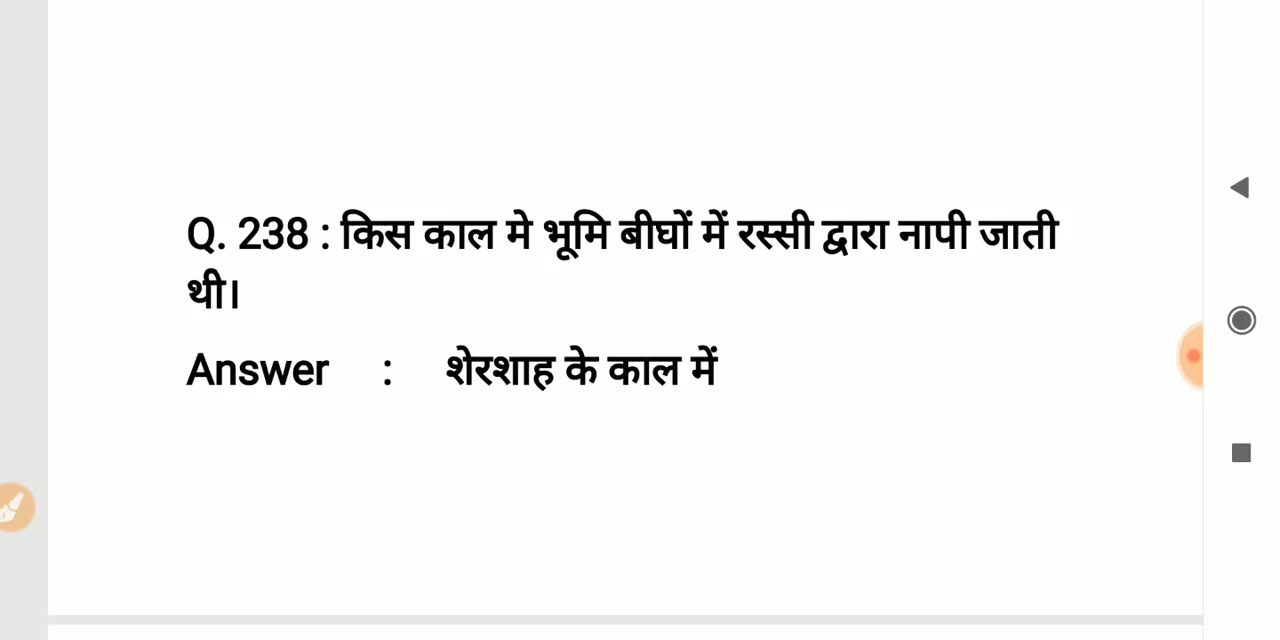 Q. 238 : किस काल मे भूमि बीघों में रस्सी द्वारा नापी जाती
थी।
Answer : शेरशाह के काल में